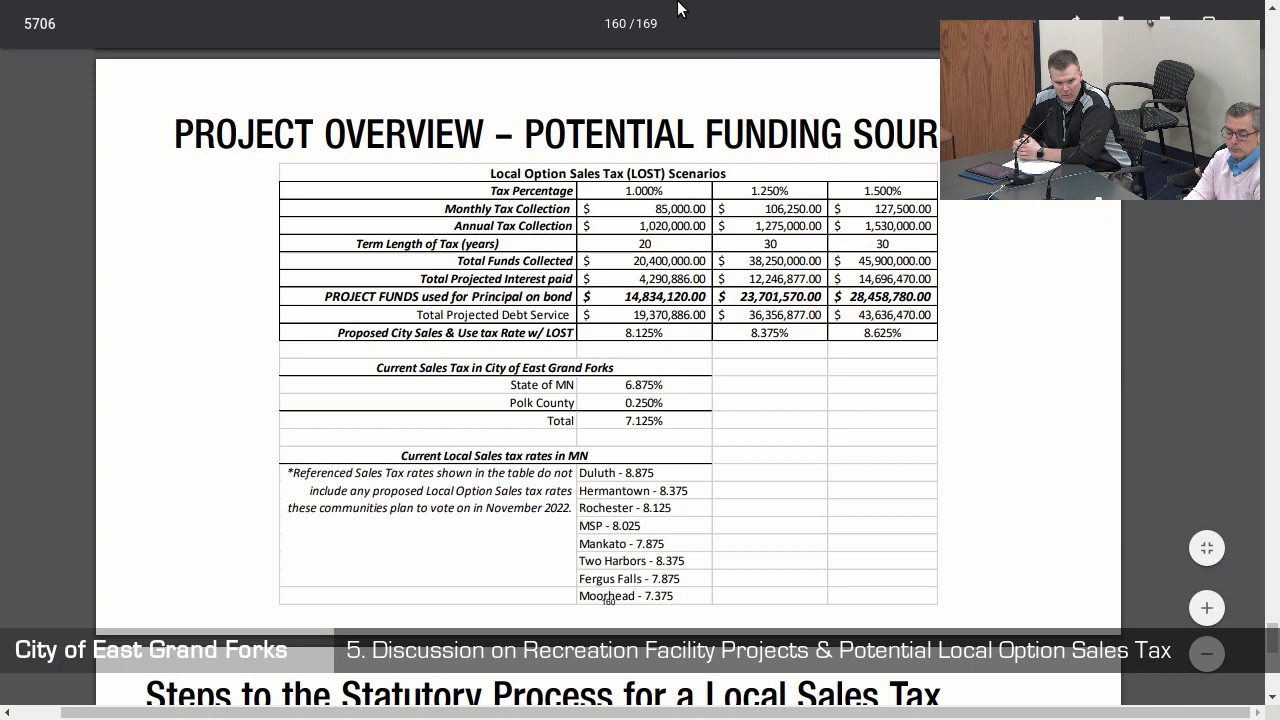 5706
160 / 169
PROJECT OVERVIEW – POTENTIAL FUNDING SOUR
Local Option Sales Tax (LOST) Scenarios
Tax Percentage 1.000% 1.250% 1.500%
Monthly Tax Collection $ 85,000.00 $ 106,250.00 $ 127,500.00
Annual Tax Collection $ 1,020,000.00 $ 1,275,000.00 $ 1,530,000.00
Term Length of Tax (years) 20 30 30
Total Funds Collected $ 20,400,000.00 $ 38,250,000.00 $ 45,900,000.00
Total Projected Interest paid $ 4,290,886.00 $ 12,246,877.00 $ 14,696,470.00
PROJECT FUNDS used for Principal on bond $ 14,834,120.00 $ 23,701,570.00 $ 28,458,780.00
Total Projected Debt Service $ 19,370,886.00 $ 36,356,877.00 $ 43,636,470.00
Proposed City Sales & Use tax Rate w/ LOST 8.125% 8.375% 8.625%
Current Sales Tax in City of East Grand Forks
State of MN 6.875%
Polk County 0.250%
Total 7.125%
Current Local Sales tax rates in MN
*Referenced Sales Tax rates shown in the table do not Duluth - 8.875
include any proposed Local Option Sales tax rates Hermantown - 8.375
these communities plan to vote on in November 2022. Rochester - 8.125
MSP - 8.025
Mankato - 7.875
Two Harbors - 8.375
Fergus Falls - 7.875
Moorhead - 7.375
160
City of East Grand Forks 5. Discussion on Recreation Facility Projects & Potential Local Option Sales Tax
Steps to the Statutory Process for a Local Sales Tax